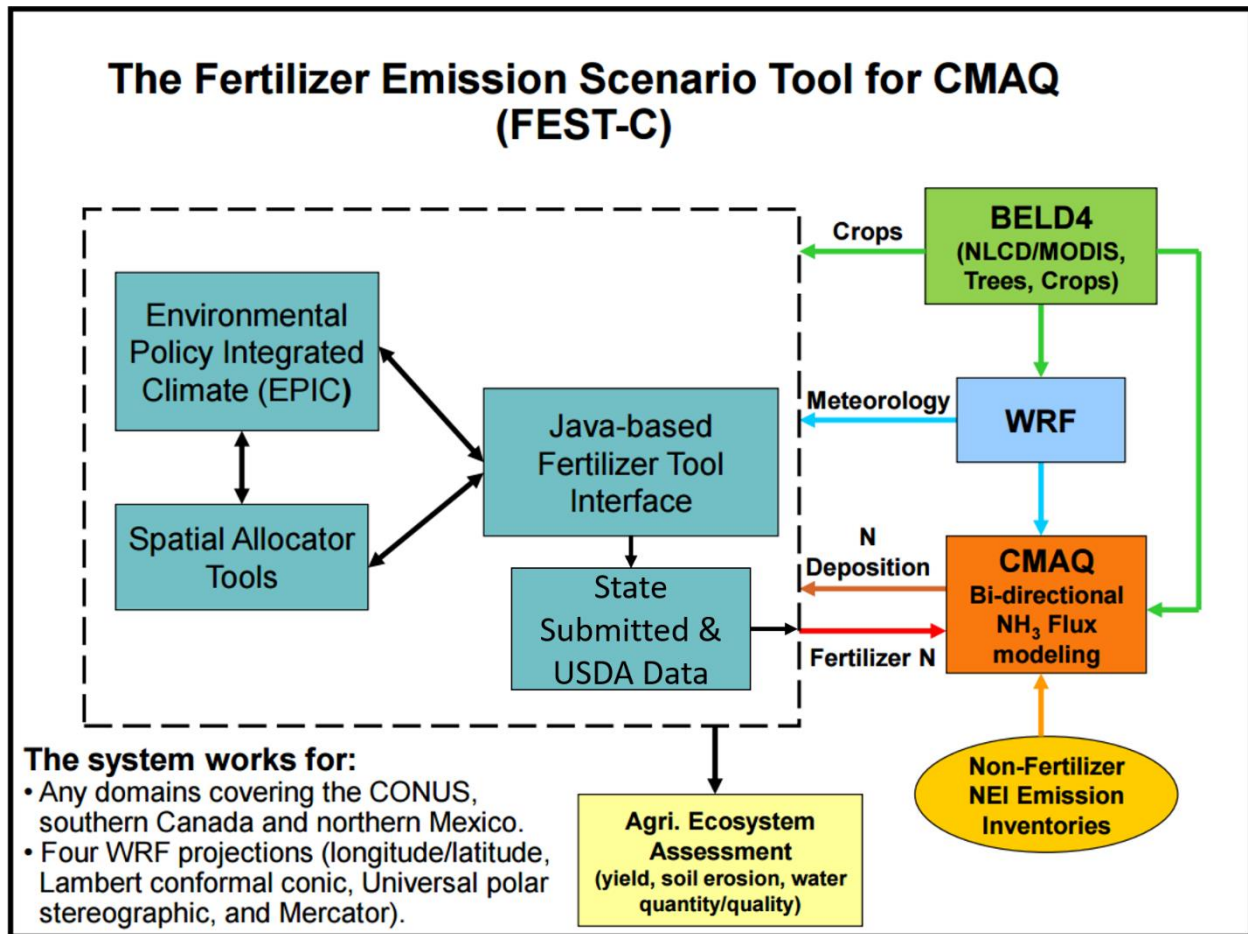 The Fertilizer Emission Scenario Tool for CMAQ
(FEST-C)
Environmental
Policy Integrated
Climate (EPIC)
Spatial Allocator
Tools
Java-based
Fertilizer Tool
Interface
State
Submitted &
USDA Data
Crops
Meteorology
N
Deposition
Fertilizer N
BELD4
(NLCD/MODIS,
Trees, Crops)
WRF
CMAQ
Bi-directional
NH₃ Flux
modeling
Non-Fertilizer
NEI Emission
Inventories
Agri. Ecosystem
Assessment
(yield, soil erosion, water
quantity/quality)
The system works for:
• Any domains covering the CONUS,
southern Canada and northern Mexico.
• Four WRF projections (longitude/latitude,
Lambert conformal conic, Universal polar
stereographic, and Mercator).